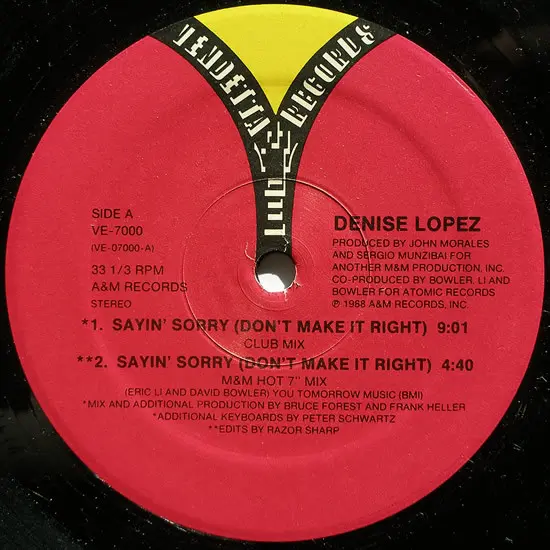 VENDETTA RECORDS
SIDE A
VE-7000
(VE-07000-A)
33 1/3 RPM
A&M RECORDS
STEREO
DENISE LOPEZ
PRODUCED BY JOHN MORALES
AND SERGIO MUNZIBAI FOR
ANOTHER M&M PRODUCTION, INC.
CO-PRODUCED BY BOWLER, LI AND
BOWLER FOR ATOMIC RECORDS
℗ 1988 A&M RECORDS, INC.
*1. SAYIN' SORRY (DON'T MAKE IT RIGHT) 9:01
CLUB MIX
**2. SAYIN' SORRY (DON'T MAKE IT RIGHT) 4:40
M&M HOT 7" MIX
(ERIC LI AND DAVID BOWLER) YOU TOMORROW MUSIC (BMI)
*MIX AND ADDITIONAL PRODUCTION BY BRUCE FOREST AND FRANK HELLER
*ADDITIONAL KEYBOARDS BY PETER SCHWARTZ
**EDITS BY RAZOR SHARP